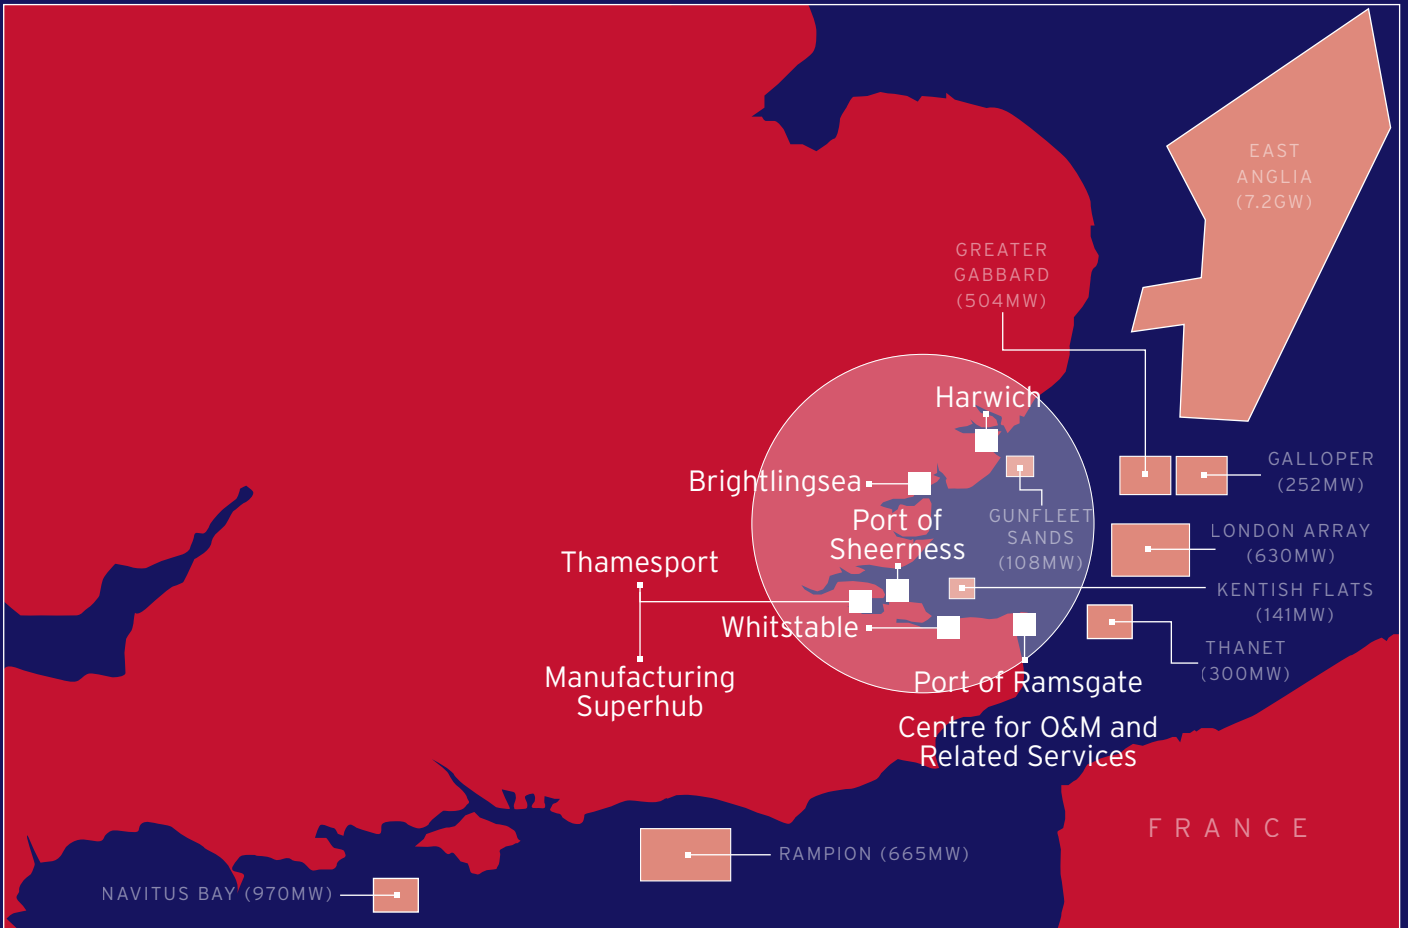 EAST
ANGLIA
(7.2GW)
GREATER
GABBARD
(504MW)
Harwich
GALLOPER
(252MW)
Brightlingsea
GUNFLEET
SANDS
(108MW)
Port of
Sheerness
LONDON ARRAY
(630MW)
Thamesport
KENTISH FLATS
(141MW)
Whitstable
THANET
(300MW)
Manufacturing
Superhub
Port of Ramsgate
Centre for O&M and
Related Services
FRANCE
RAMPION (665MW)
NAVITUS BAY (970MW)